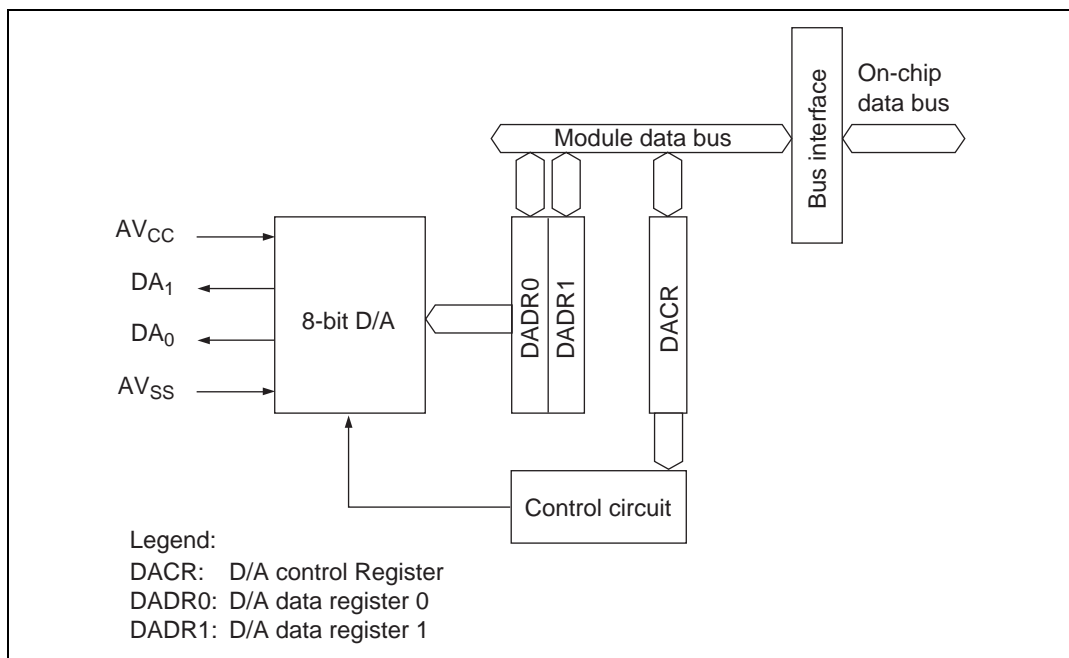 On-chip
data bus
Bus interface
Module data bus
AVCC
DA1
DA0
AVSS
8-bit D/A
DADR0
DADR1
DACR
Control circuit
Legend:
DACR: D/A control Register
DADR0: D/A data register 0
DADR1: D/A data register 1